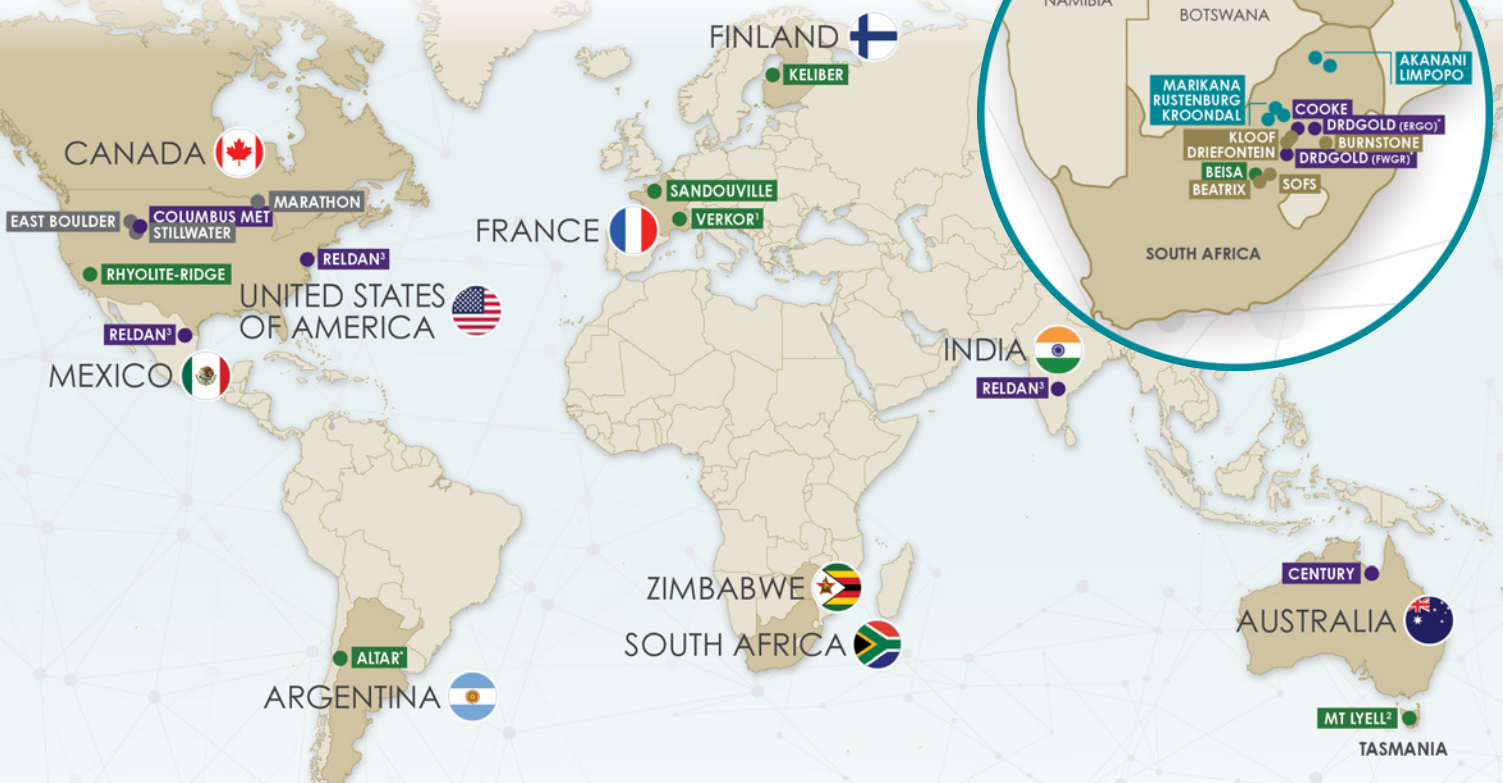 NAMIBIA
BOTSWANA
FINLAND
KELIBER
AKANANI
LIMPOPO
MARIKANA
RUSTENBURG
KROONDAL
COOKE
DRDGOLD (ERGO)*
KLOOF
DRIEFONTEIN
BURNSTONE
DRDGOLD (FWGR)*
BEISA
BEATRIX
SOFS
SOUTH AFRICA
CANADA
MARATHON
EAST BOULDER
COLUMBUS MET
STILLWATER
SANDOUVILLE
VERKOR¹
FRANCE
RELDAN³
RHYOLITE-RIDGE
UNITED STATES
OF AMERICA
RELDAN³
MEXICO
INDIA
RELDAN³
ZIMBABWE
SOUTH AFRICA
CENTURY
AUSTRALIA
ALTAR*
ARGENTINA
MT LYELL²
TASMANIA